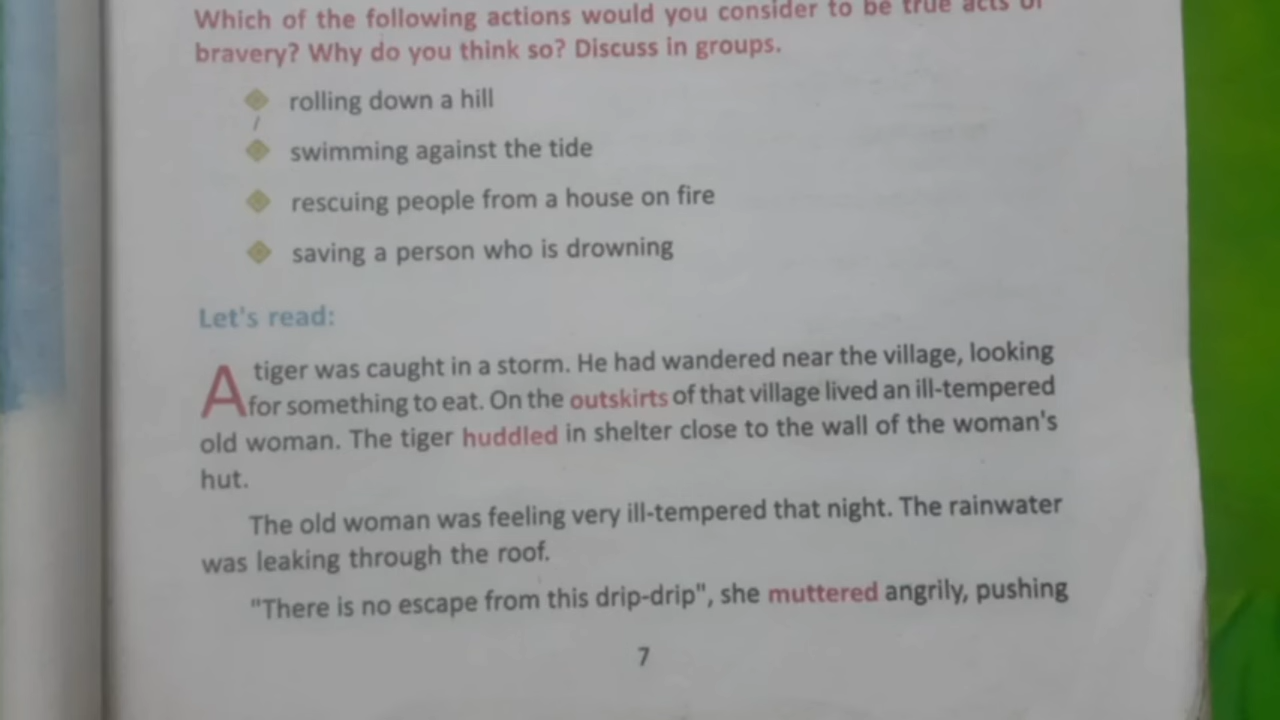 Which of the following actions would you consider to be true acts of
bravery? Why do you think so? Discuss in groups.
rolling down a hill
swimming against the tide
rescuing people from a house on fire
saving a person who is drowning
Let's read:
A tiger was caught in a storm. He had wandered near the village, looking
for something to eat. On the outskirts of that village lived an ill-tempered
old woman. The tiger huddled in shelter close to the wall of the woman's
hut.
The old woman was feeling very ill-tempered that night. The rainwater
was leaking through the roof.
"There is no escape from this drip-drip", she muttered angrily, pushing
7